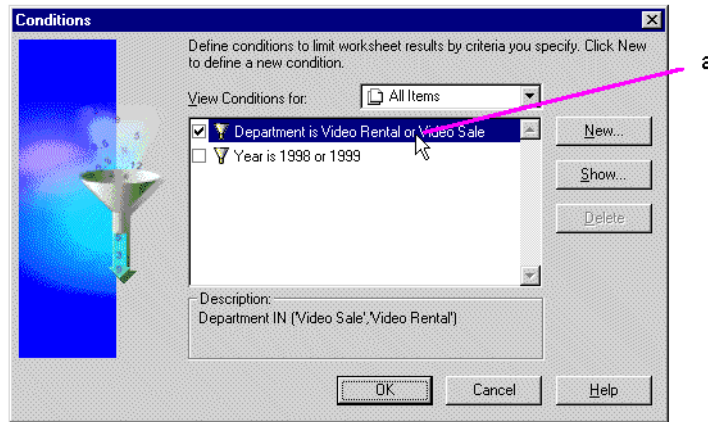 Conditions
Define conditions to limit worksheet results by criteria you specify. Click New
to define a new condition.
View Conditions for:
All Items
Department is Video Rental or Video Sale
Year is 1998 or 1999
New...
Show...
Delete
Description:
Department IN ('Video Sale','Video Rental')
OK
Cancel
Help
a